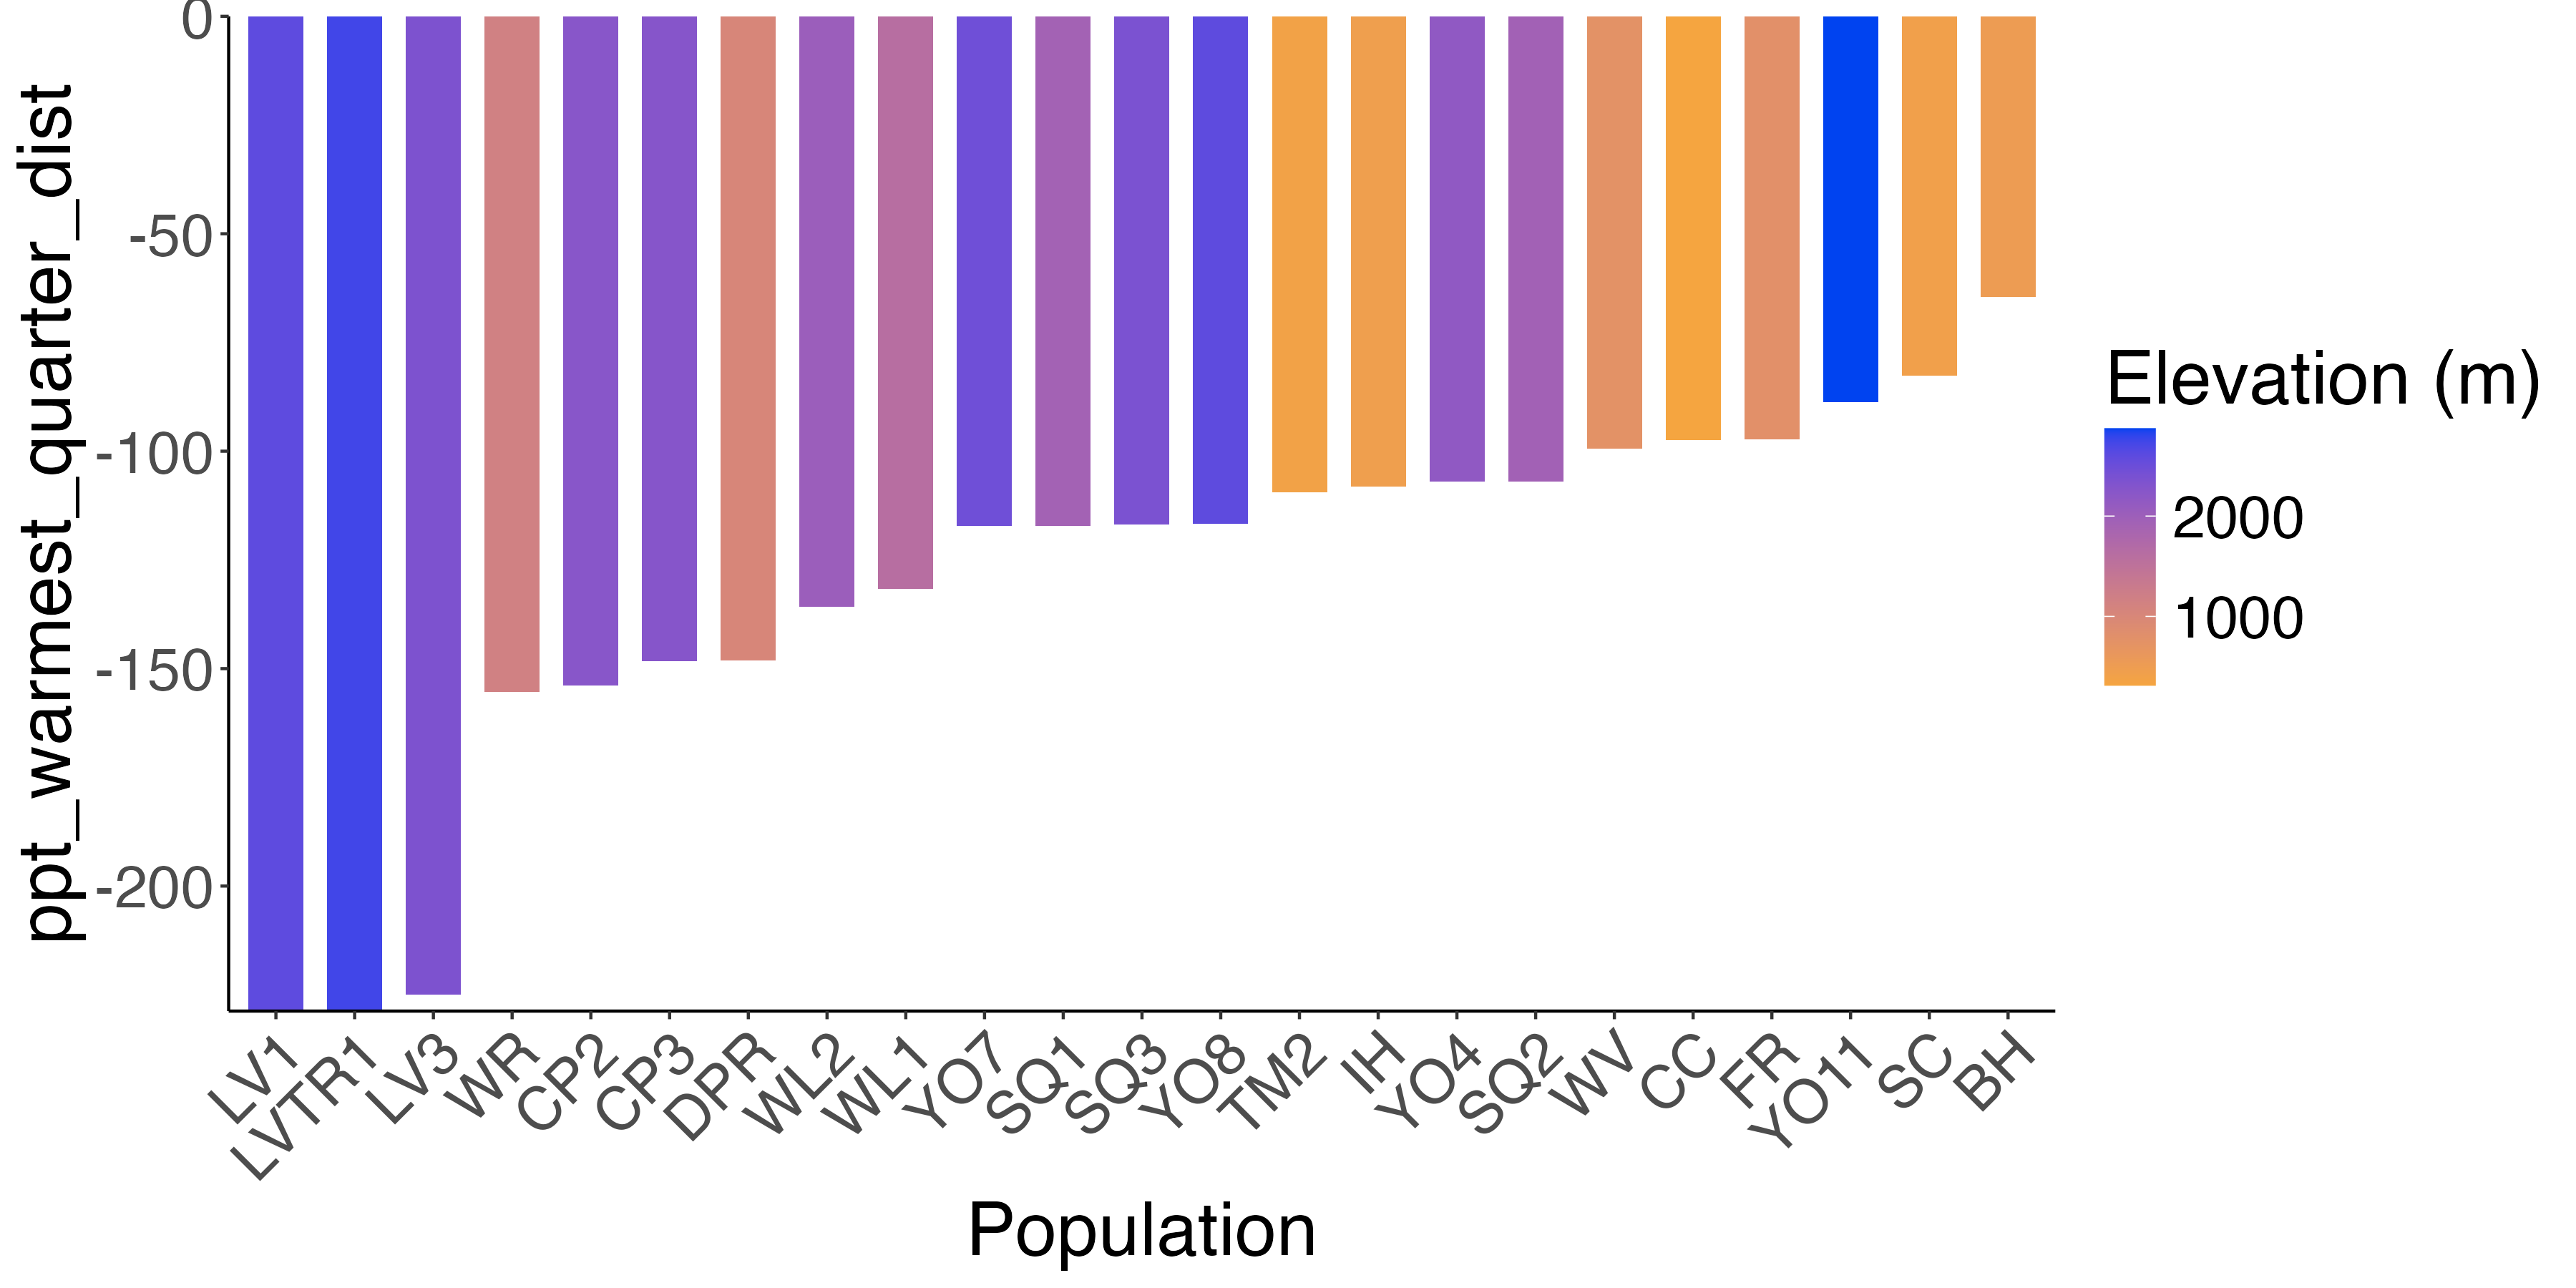 ppt_warmest_quarter_dist
0
-50
-100
-150
-200
LV1
LVTR1
LV3
WR
CP2
CP3
DPR
WL2
WL1
YO7
SQ1
SQ3
YO8
TM2
IH
YO4
SQ2
WV
CC
FR
YO11
SC
BH
Population
Elevation (m)
2000
1000